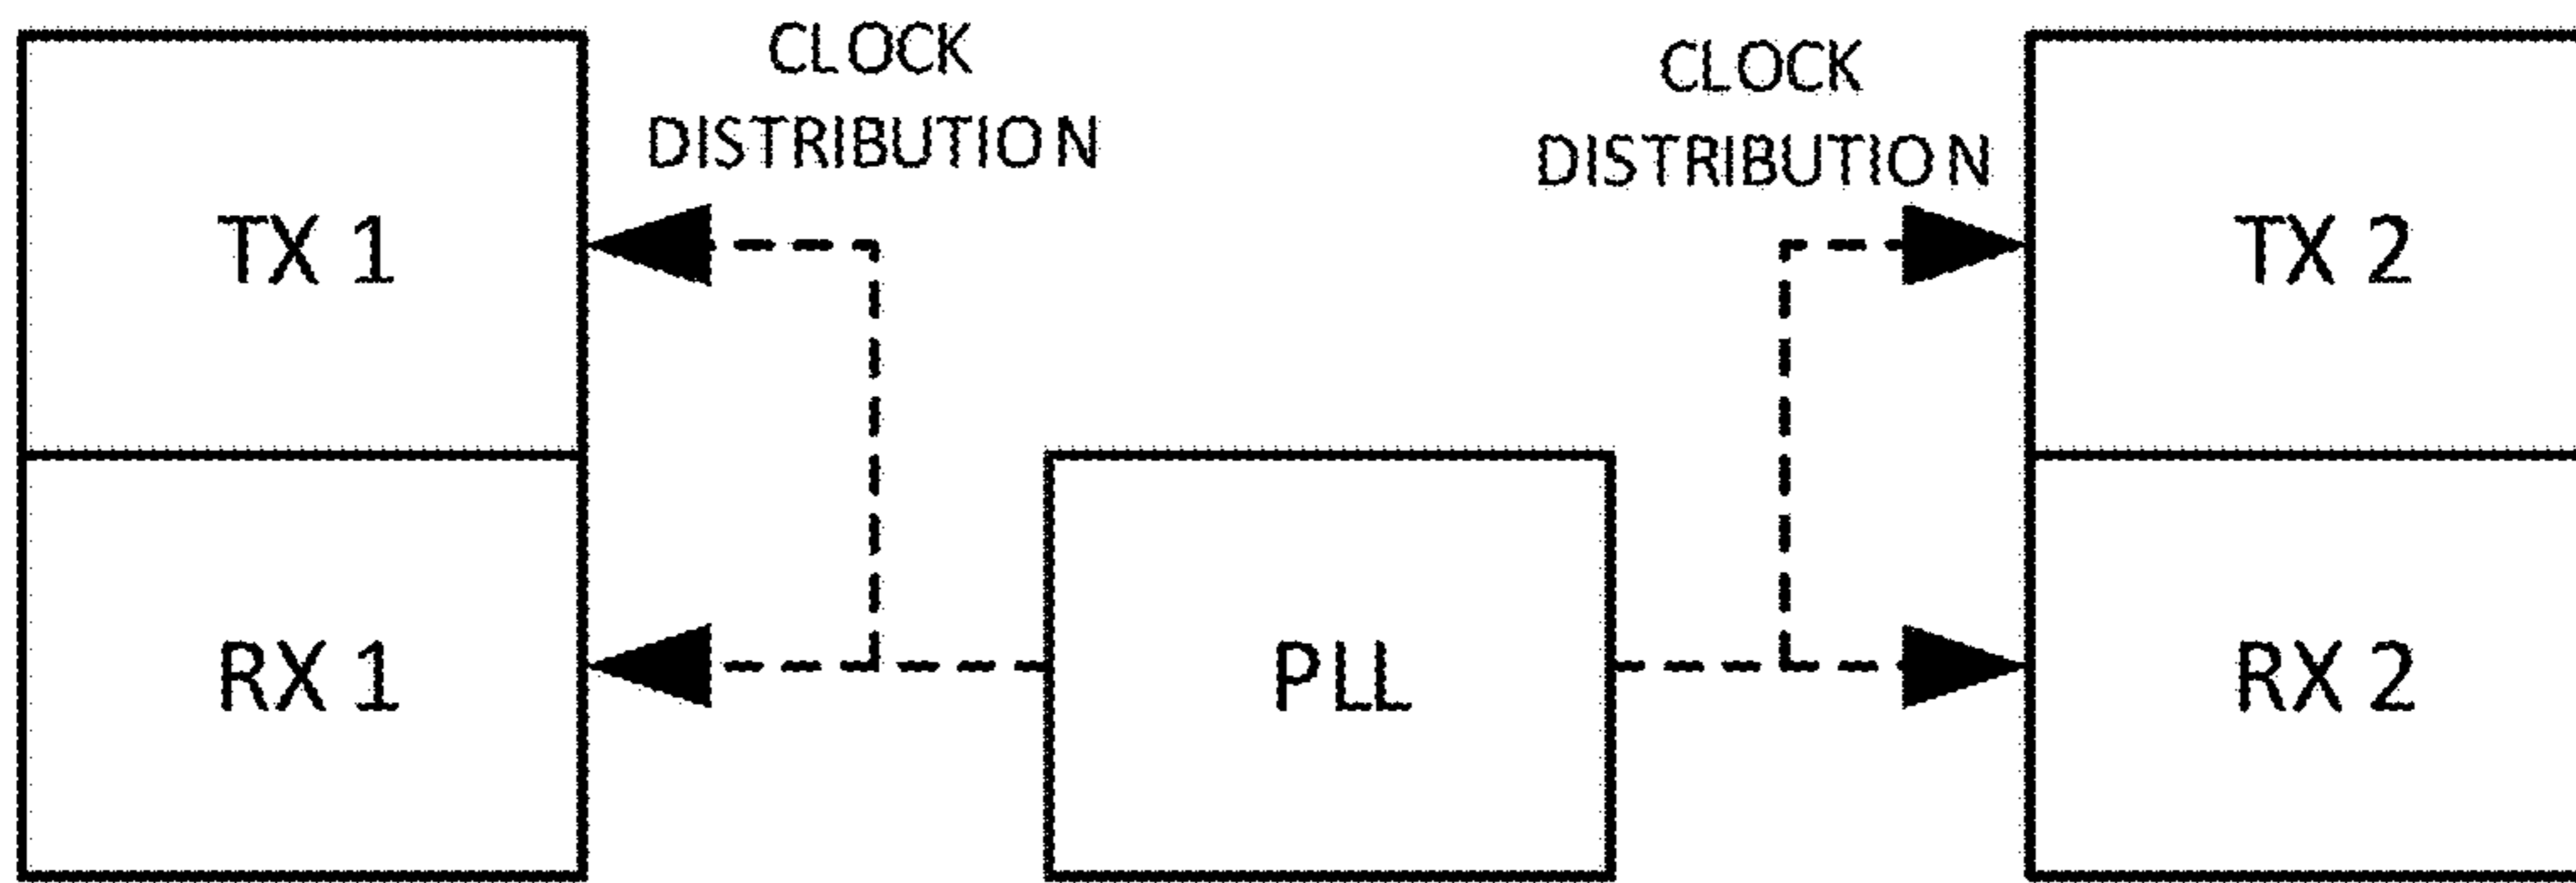 CLOCK
DISTRIBUTION
CLOCK
DISTRIBUTION
TX 1
TX 2
RX 1
PLL
RX 2